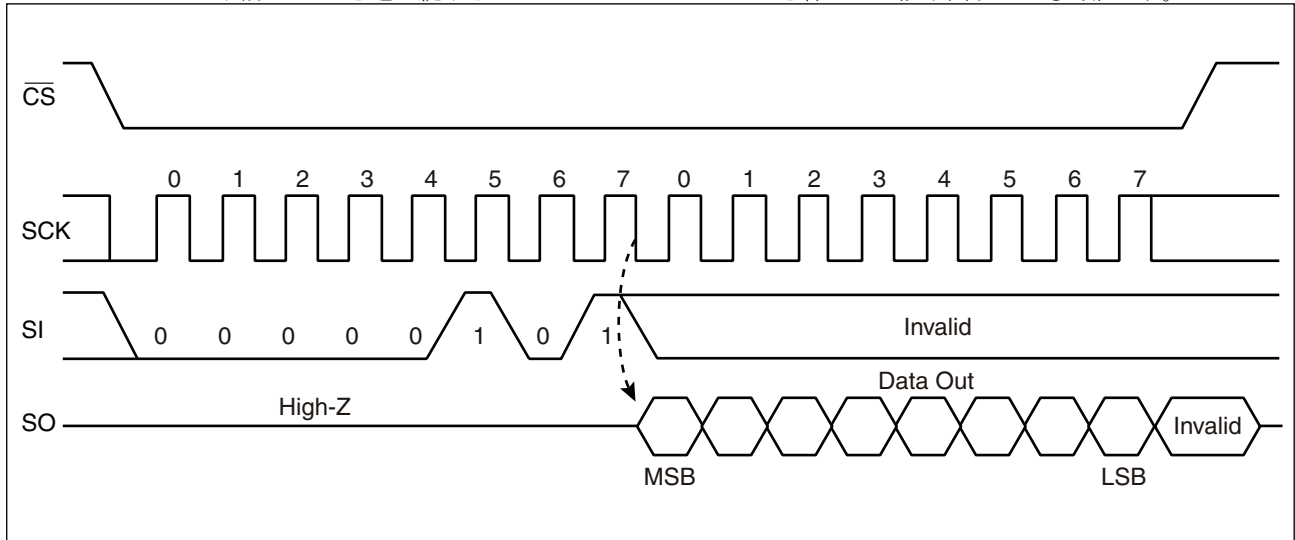 CS
0 1 2 3 4 5 6 7 0 1 2 3 4 5 6 7
SCK
SI
0 0 0 0 0 1 0 1
Invalid
Data Out
High-Z
SO
Invalid
MSB
LSB